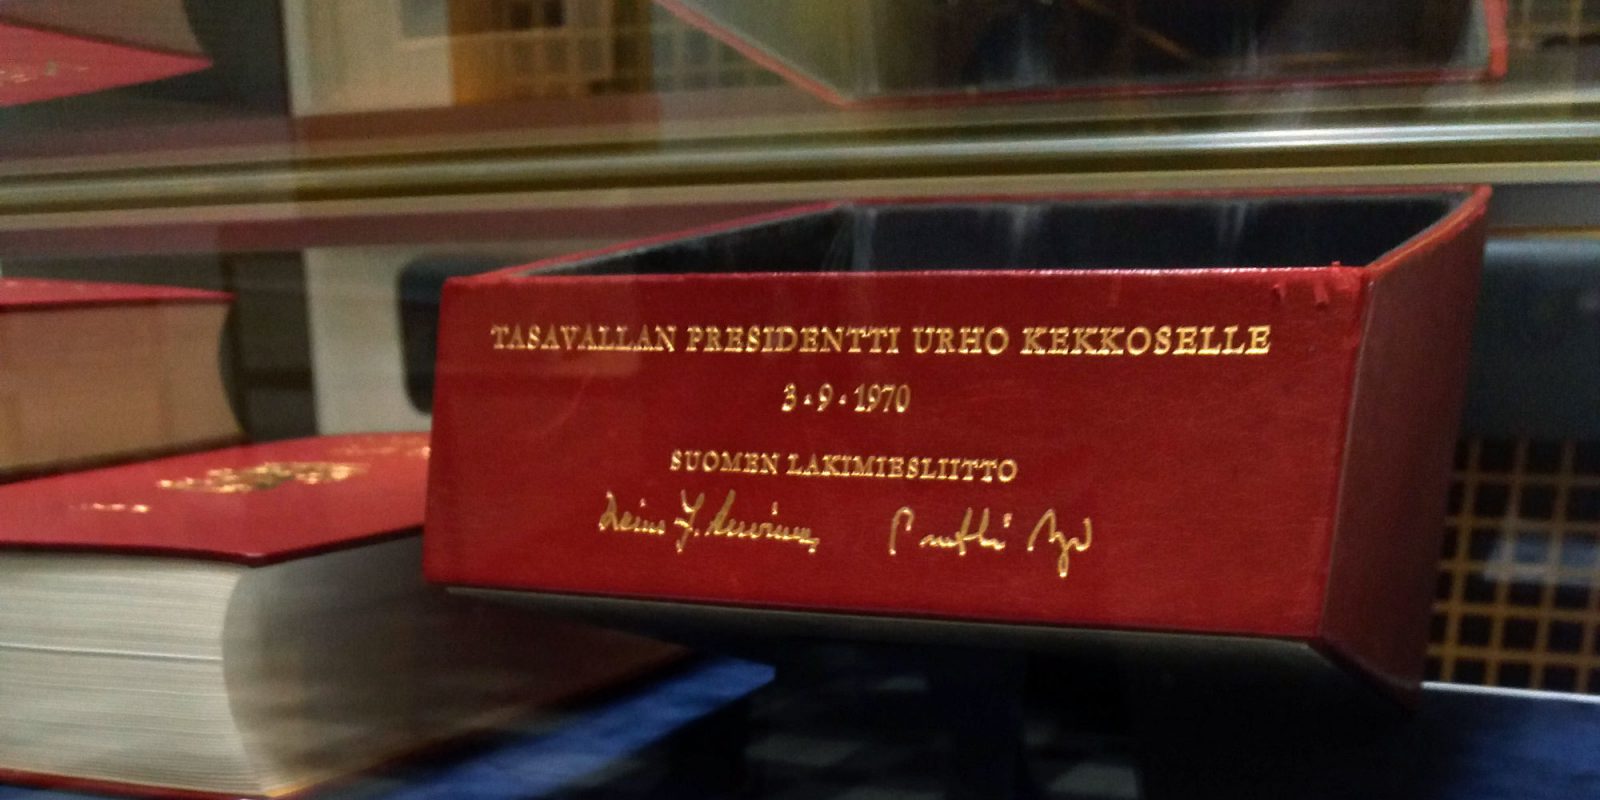 TASAVALLAN PRESIDENTTI URHO KEKKOSELLE
3.9.1970
SUOMEN LAKIMIESLIITTO